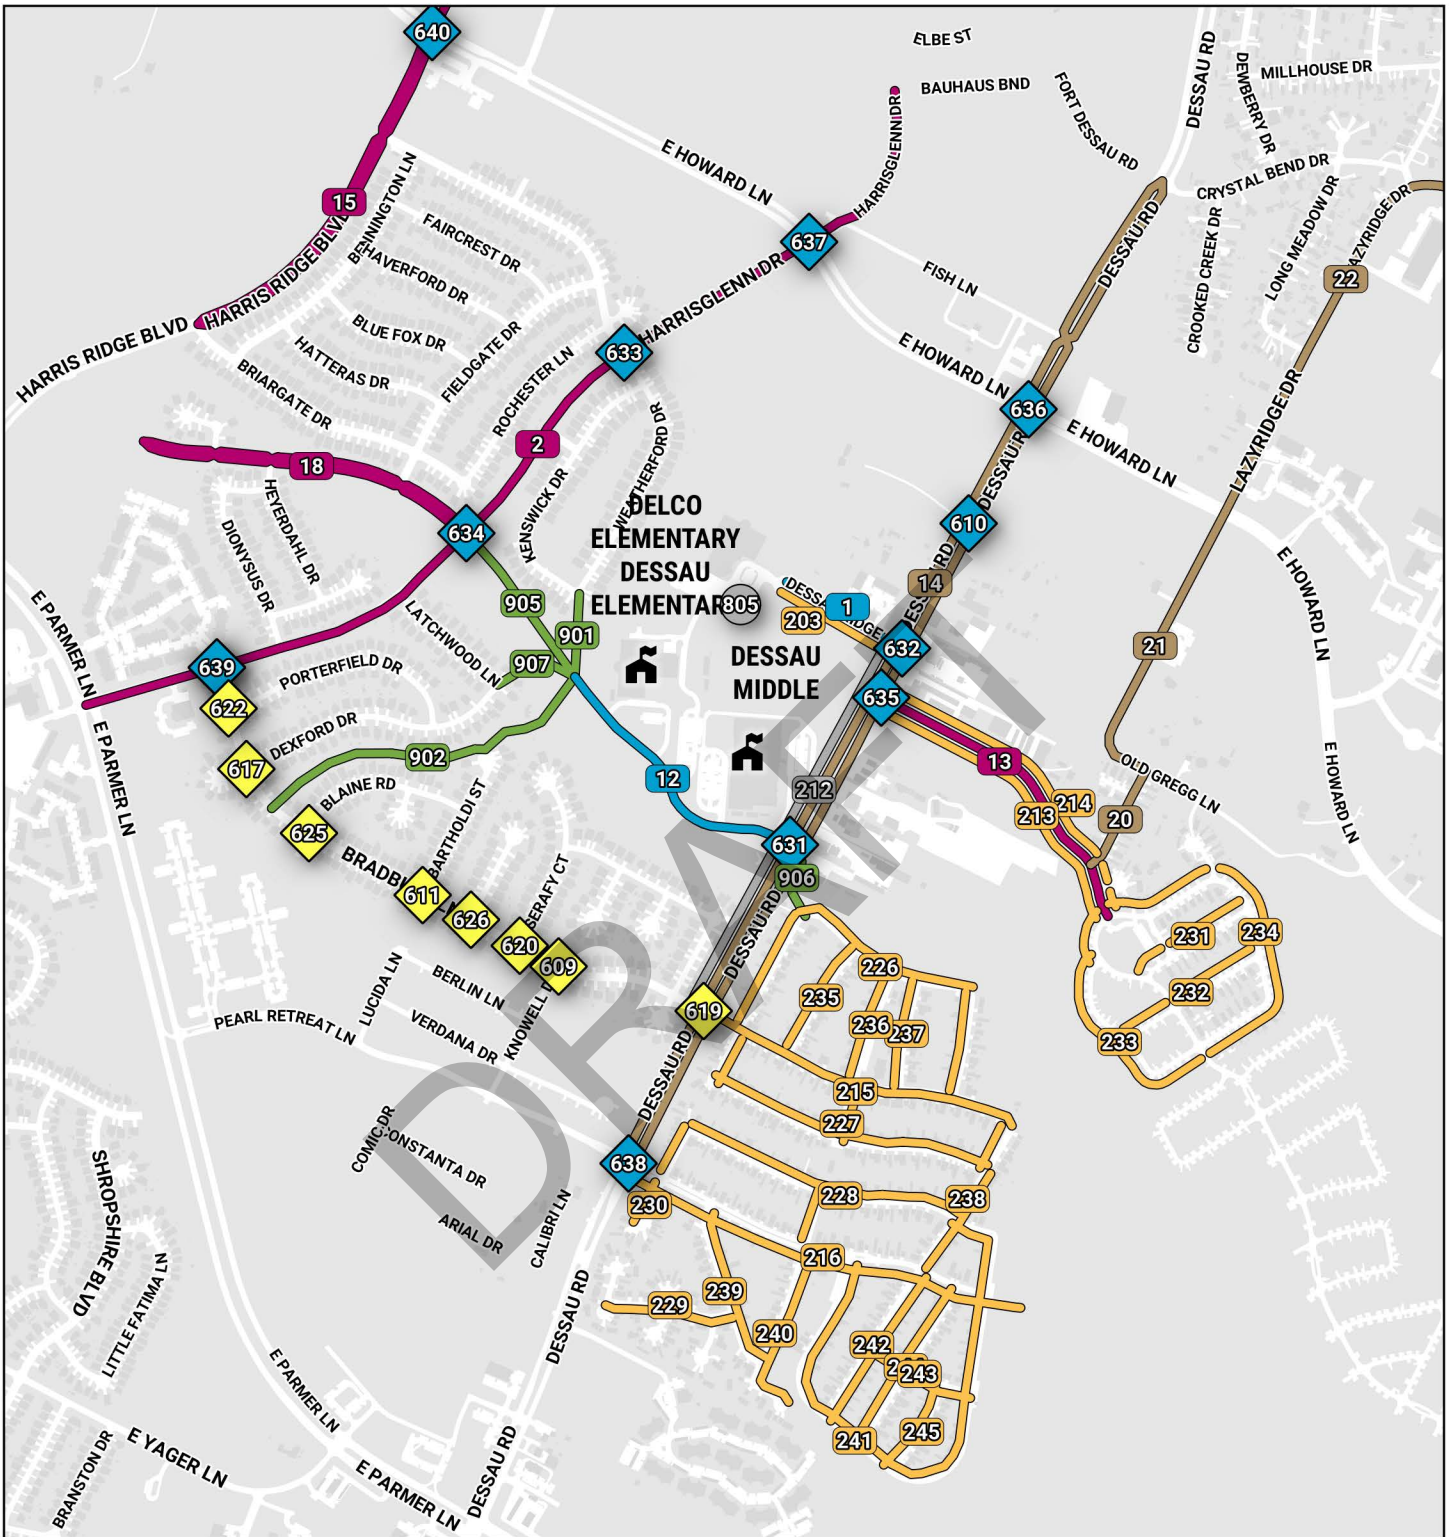 640
ELBE ST
BAUHAUS BND
FORT DESSAU RD
DESSAU RD
DEWBERRY DR
MILLHOUSE DR
CRYSTAL BEND DR
E HOWARD LN
HARRISGLENN DR
15
BENNINGTON LN
FAIRCREST DR
HAVERFORD DR
637
FISH LN
DESSAU RD
CROOKED CREEK DR
LONG MEADOW DR
22
HARRIS RIDGE BLVD
HARRIS RIDGE BLVD
BLUE FOX DR
HATTERAS DR
BRIARGATE DR
FIELDGATE DR
ROCHESTER LN
633
HARRISGLENN DR
E HOWARD LN
636
E HOWARD LN
LAZYRIDGE DR
2
18
KENSWICK DR
WEATHERFORD DR
HEYERDAHL DR
DIONYSUS DR
634
DELCO
ELEMENTARY
DESSAU
805
610
14
E HOWARD LN
E PARMER LN
905
901
907
LATCHWOOD LN
203
1
DESSAU
MIDDLE
632
21
639
PORTERFIELD DR
622
DEXFORD DR
617
902
12
635
13
OLD GREGG LN
E HOWARD LN
E PARMER LN
BLAINE RD
625
212
214
213
20
BARTHOLDI ST
631
906
611
626
620
609
SERAFY CT
DESSAU RD
231
234
226
LUCIDA LN
BERLIN LN
235
232
PEARL RETREAT LN
VERDANA DR
619
236
237
233
DRAFT
DESSAU RD
215
227
COMIC DR
CONSTANTA DR
638
230
228
238
SHROPSHIRE BLVD
ARIAL DR
CALIBRI LN
216
LITTLE FATIMA LN
DESSAU RD
229
239
240
242
243
E PARMER LN
241
245
E YAGER LN
BRANSTON DR
E PARMER LN
DESSAU RD